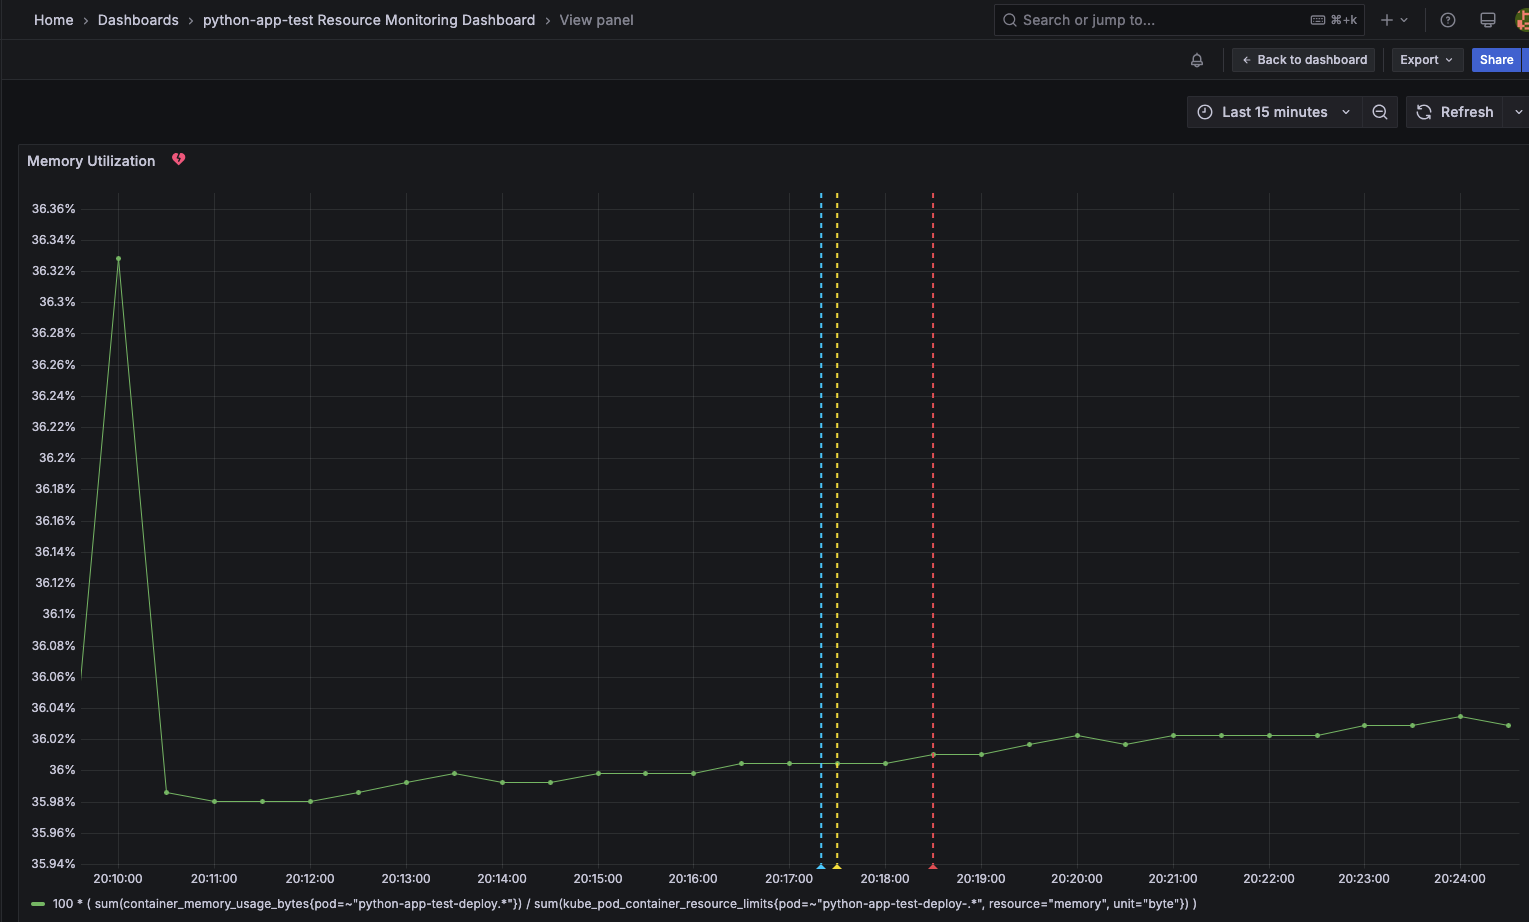 Home › Dashboards › python-app-test Resource Monitoring Dashboard › View panel
Search or jump to...
⌘+k
Back to dashboard
Export
Share
Last 15 minutes
Refresh
Memory Utilization
36.36%
36.34%
36.32%
36.3%
36.28%
36.26%
36.24%
36.22%
36.2%
36.18%
36.16%
36.14%
36.12%
36.1%
36.08%
36.06%
36.04%
36.02%
36%
35.98%
35.96%
35.94%
20:10:00 20:11:00 20:12:00 20:13:00 20:14:00 20:15:00 20:16:00 20:17:00 20:18:00 20:19:00 20:20:00 20:21:00 20:22:00 20:23:00 20:24:00
100 * ( sum(container_memory_usage_bytes{pod=~"python-app-test-deploy.*"}) / sum(kube_pod_container_resource_limits{pod=~"python-app-test-deploy-.*", resource="memory", unit="byte"}) )